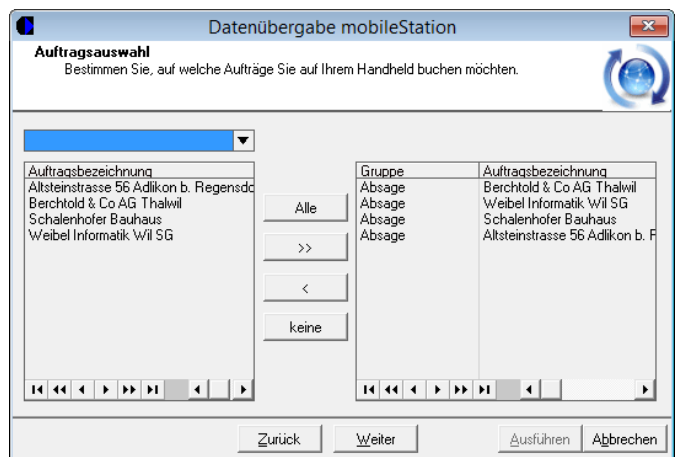 Datenübergabe mobileStation
Auftragsauswahl
Bestimmen Sie, auf welche Aufträge Sie auf Ihrem Handheld buchen möchten.
Auftragsbezeichnung
Altsteinstrasse 56 Adlikon b. Regensdo
Berchtold & Co AG Thalwil
Schalenhofer Bauhaus
Weibel Informatik Wil SG
Alle
>>
<
keine
Gruppe Auftragsbezeichnung
Absage Berchtold & Co AG Thalwil
Absage Weibel Informatik Wil SG
Absage Schalenhofer Bauhaus
Absage Altsteinstrasse 56 Adlikon b. F
Zurück Weiter Ausführen Abbrechen